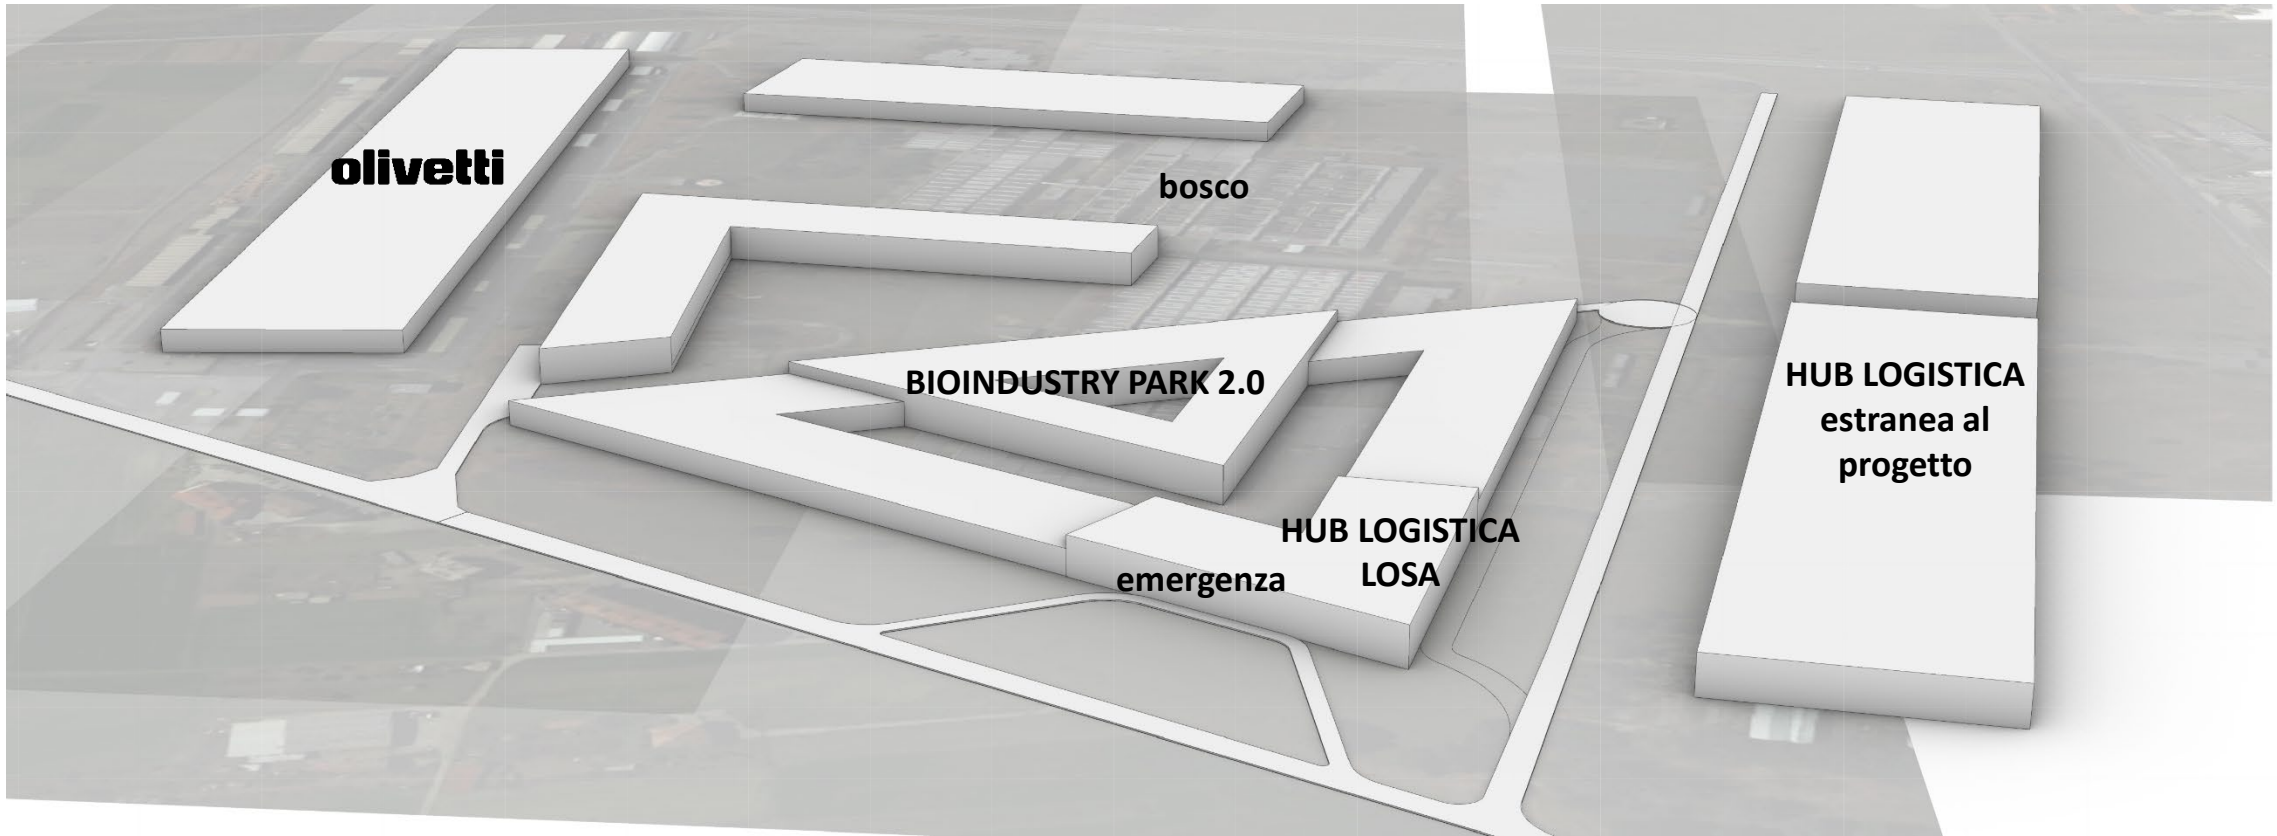 olivetti
bosco
BIOINDUSTRY PARK 2.0
HUB LOGISTICA
estranea al
progetto
HUB LOGISTICA
LOSA
emergenza